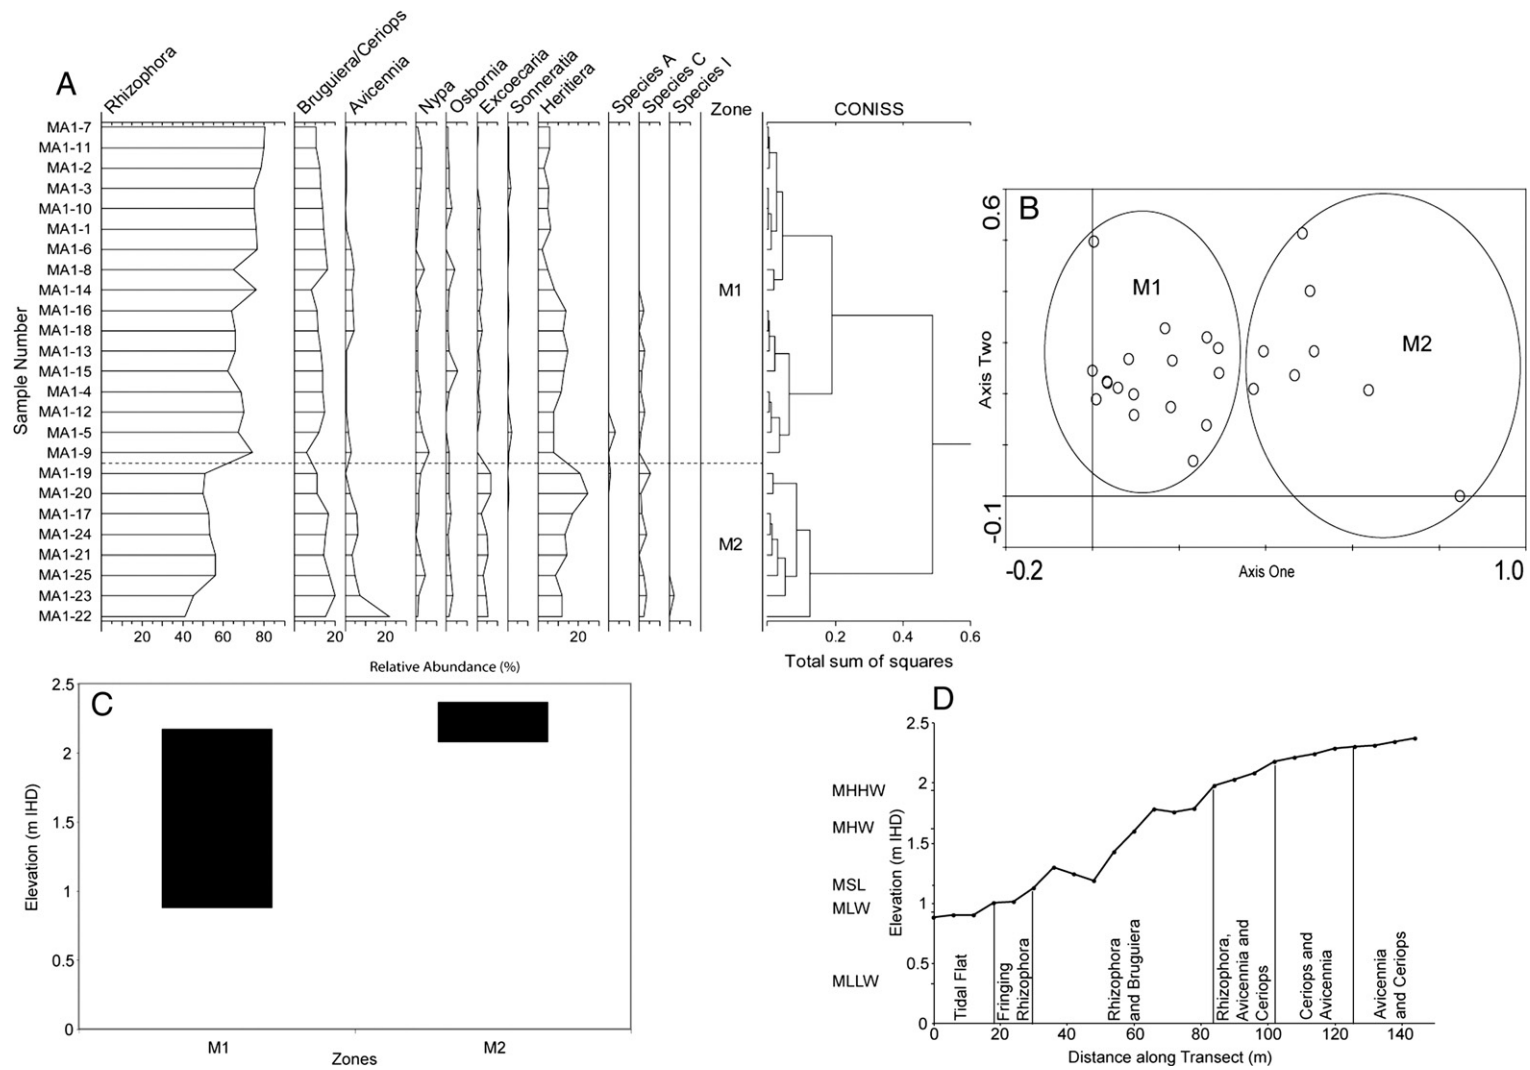 A
Rhizophora
Bruguiera/Ceriops
Avicennia
Nypa
Osbornia
Excoecaria
Sonneratia
Heritiera
Species A
Species C
Species I
Zone
CONISS
Sample Number
MA1-7
MA1-11
MA1-2
MA1-3
MA1-10
MA1-1
MA1-6
MA1-8
MA1-14
MA1-16
MA1-18
MA1-13
MA1-15
MA1-4
MA1-12
MA1-5
MA1-9
MA1-19
MA1-20
MA1-17
MA1-24
MA1-21
MA1-25
MA1-23
MA1-22
M1
M2
20 40 60 80 20 20 20
Relative Abundance (%)
0.2 0.4 0.6
Total sum of squares
B
0.6
Axis Two
-0.1
M1
M2
-0.2 Axis One 1.0
C
Elevation (m IHD)
2.5
2
1.5
1
0.5
0
M1 M2
Zones
D
MHHW
MHW
MSL
MLW
MLLW
Elevation (m IHD)
2.5
2
1.5
1
0.5
0
Tidal Flat
Fringing
Rhizophora
Rhizophora
and Bruguiera
Rhizophora,
Avicennia and
Ceriops
Ceriops and
Avicennia
Avicennia
and Ceriops
0 20 40 60 80 100 120 140
Distance along Transect (m)